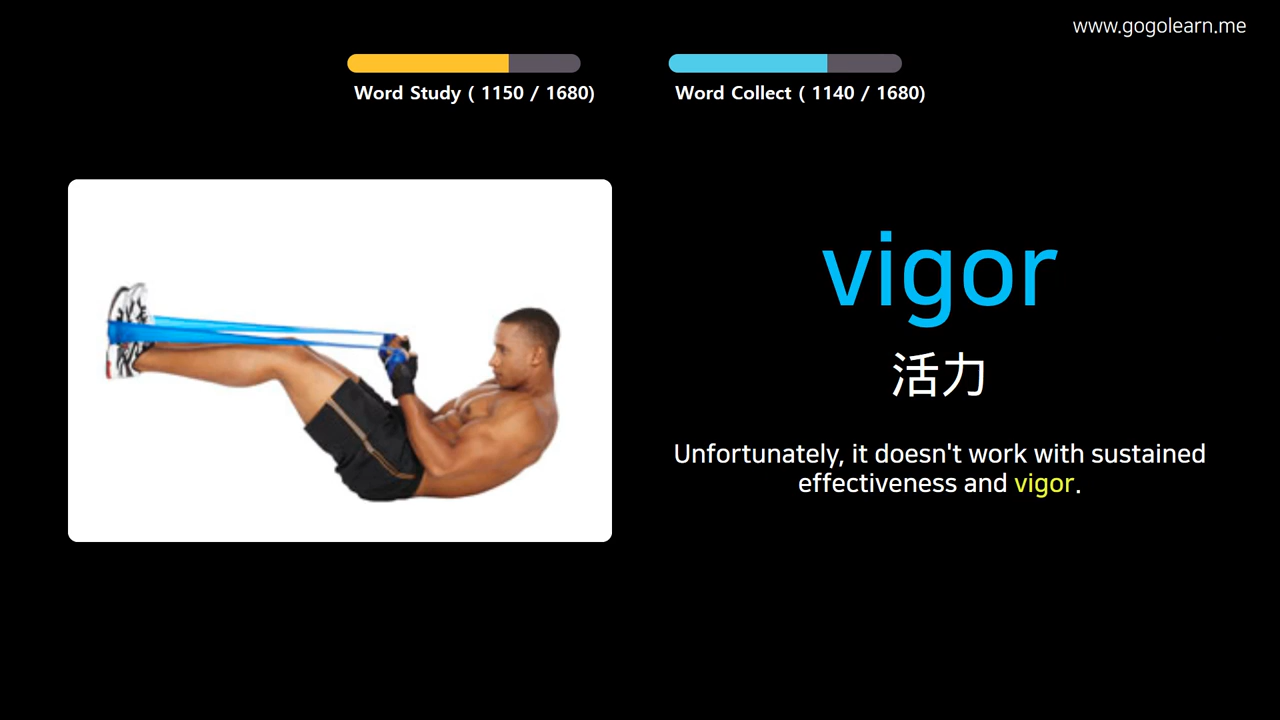 www.gogolearn.me
Word Study ( 1150 / 1680)
Word Collect ( 1140 / 1680)
vigor
活力
Unfortunately, it doesn't work with sustained
effectiveness and vigor.